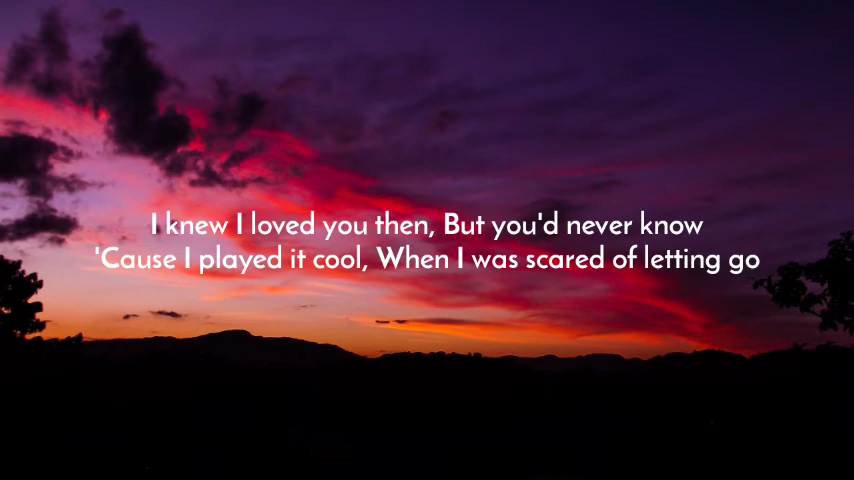 I knew I loved you then, But you'd never know
'Cause I played it cool, When I was scared of letting go